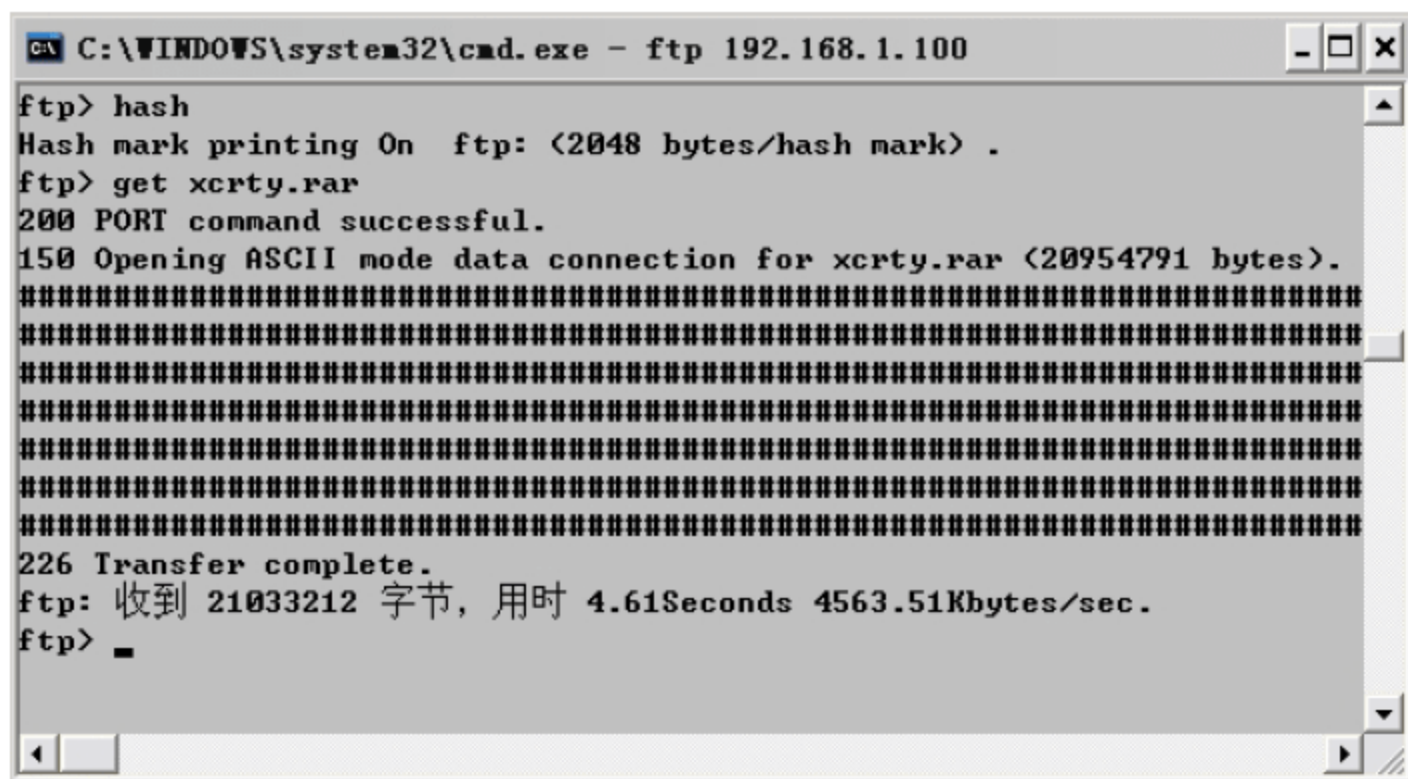 C:\WINDOWS\system32\cmd.exe - ftp 192.168.1.100
ftp> hash
Hash mark printing On  ftp: (2048 bytes/hash mark) .
ftp> get xcrty.rar
200 PORT command successful.
150 Opening ASCII mode data connection for xcrty.rar (20954791 bytes).
#######################################################################
#######################################################################
#######################################################################
#######################################################################
#######################################################################
#######################################################################
#######################################################################
226 Transfer complete.
ftp: 收到 21033212 字节，用时 4.61Seconds 4563.51Kbytes/sec.
ftp> _